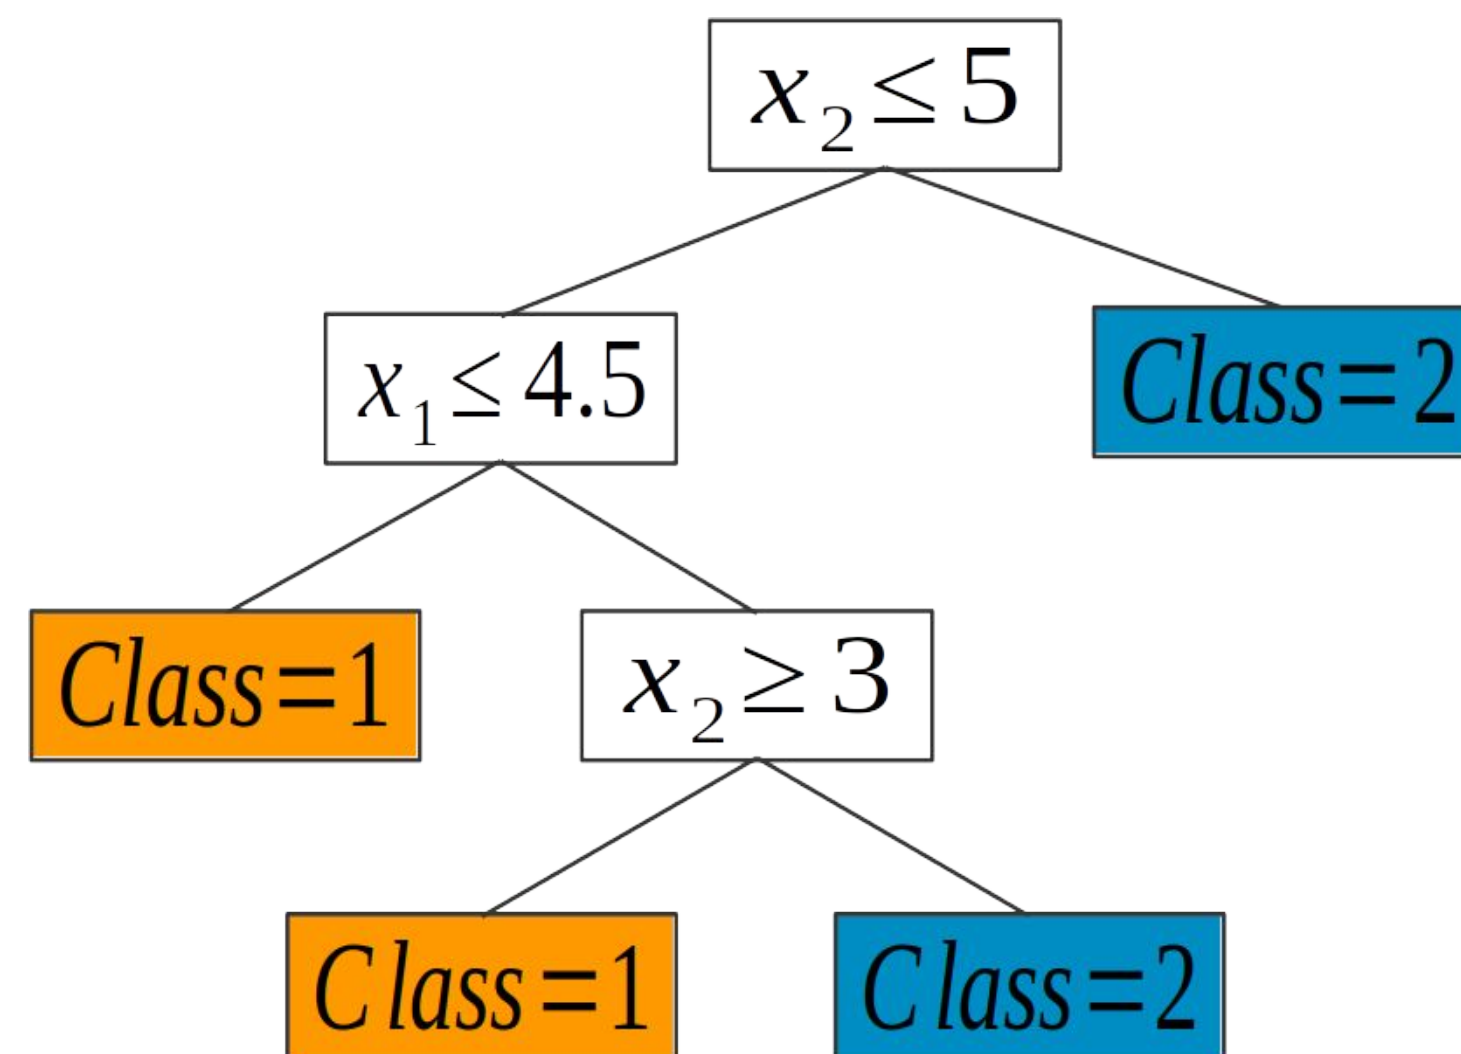 x₂ ≤ 5
x₁ ≤ 4.5
Class = 2
Class = 1
x₂ ≥ 3
Class = 1
Class = 2